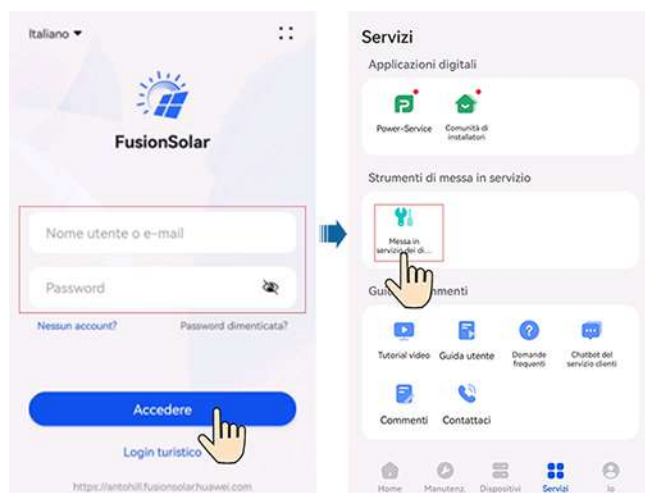 Italiano
FusionSolar
Nome utente o e-mail
Password
Nessun account? Password dimenticata?
Accedere
Login turistico
https://antohill.fusionsolar.huawei.com
Servizi
Applicazioni digitali
Power-Service Comunità di
installatori
Strumenti di messa in servizio
Messa in
servizio dei di...
Tutorial video Guida utente Domande
frequenti Chatbot del
servizio clienti
Commenti Contattaci
Home Manutenz. Dispositivi Servizi Io